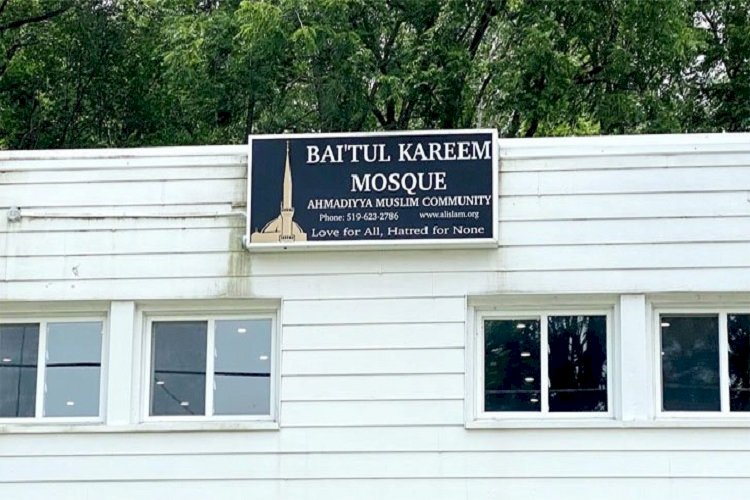 BAI'TUL KAREEM
MOSQUE
AHMADIYYA MUSLIM COMMUNITY
Phone: 519-623-2786 www.alislam.org
Love for All, Hatred for None